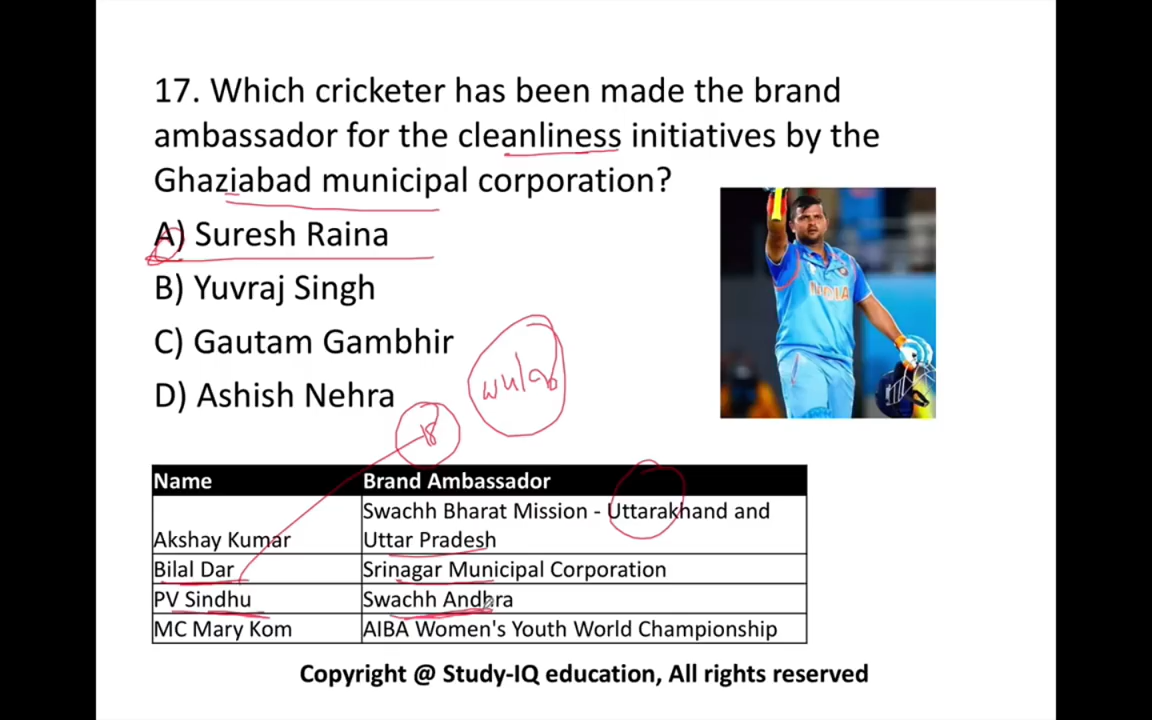 17. Which cricketer has been made the brand
ambassador for the cleanliness initiatives by the
Ghaziabad municipal corporation?
A) Suresh Raina
B) Yuvraj Singh
C) Gautam Gambhir
D) Ashish Nehra
INDIA
wular
18
Name Brand Ambassador
Swachh Bharat Mission - Uttarakhand and
Akshay Kumar Uttar Pradesh
Bilal Dar Srinagar Municipal Corporation
PV Sindhu Swachh Andhra
MC Mary Kom AIBA Women's Youth World Championship
Copyright @ Study-IQ education, All rights reserved